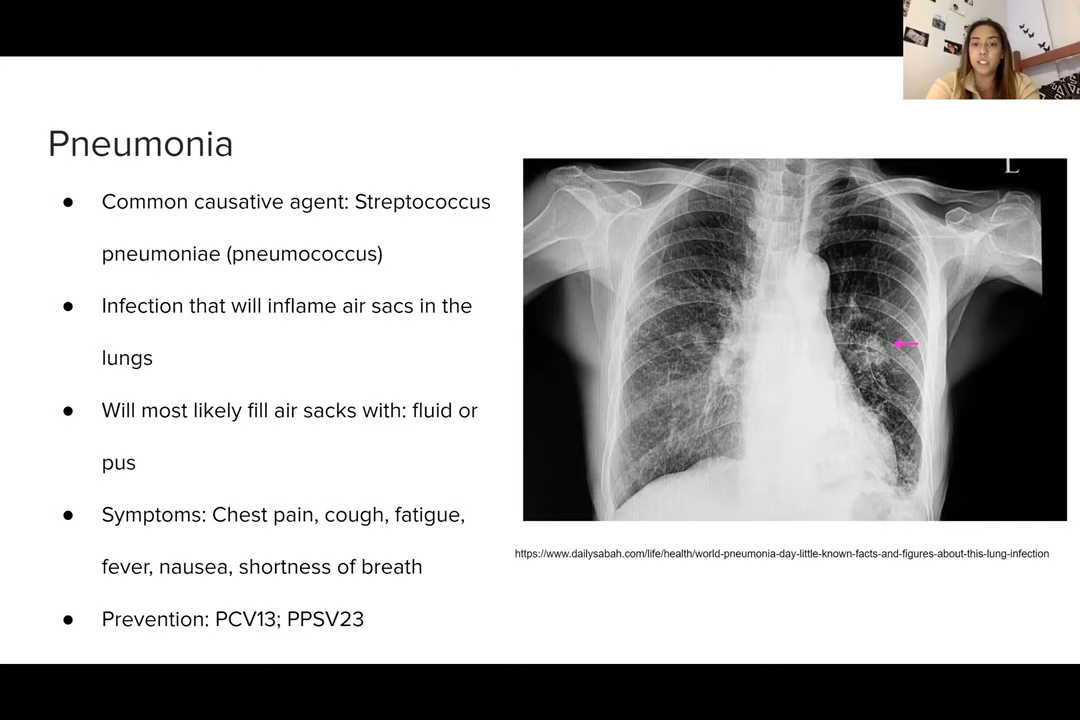 Pneumonia
● Common causative agent: Streptococcus
pneumoniae (pneumococcus)
● Infection that will inflame air sacs in the
lungs
● Will most likely fill air sacks with: fluid or
pus
● Symptoms: Chest pain, cough, fatigue,
fever, nausea, shortness of breath
● Prevention: PCV13; PPSV23
L
https://www.dailysabah.com/life/health/world-pneumonia-day-little-known-facts-and-figures-about-this-lung-infection